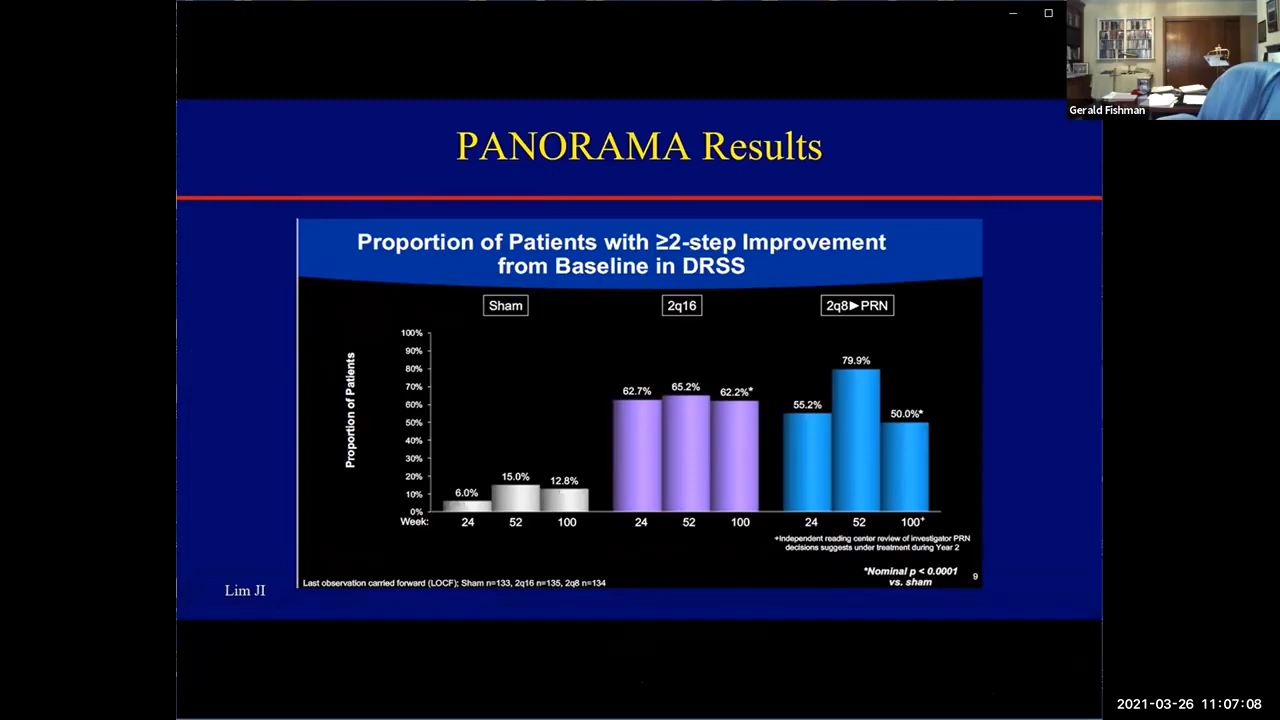 Gerald Fishman
PANORAMA Results
Proportion of Patients with ≥2-step Improvement
from Baseline in DRSS
Sham
2q16
2q8►PRN
Proportion of Patients
100%
90%
80%
70%
60%
50%
40%
30%
20%
10%
0%
6.0%
15.0%
12.8%
62.7%
65.2%
62.2%*
55.2%
79.9%
50.0%*
Week: 24 52 100 24 52 100 24 52 100+
+Independent reading center review of investigator PRN
decisions suggests under treatment during Year 2
*Nominal p < 0.0001
vs. sham
9
Last observation carried forward (LOCF); Sham n=133, 2q16 n=135, 2q8 n=134
Lim JI
2021-03-26 11:07:08